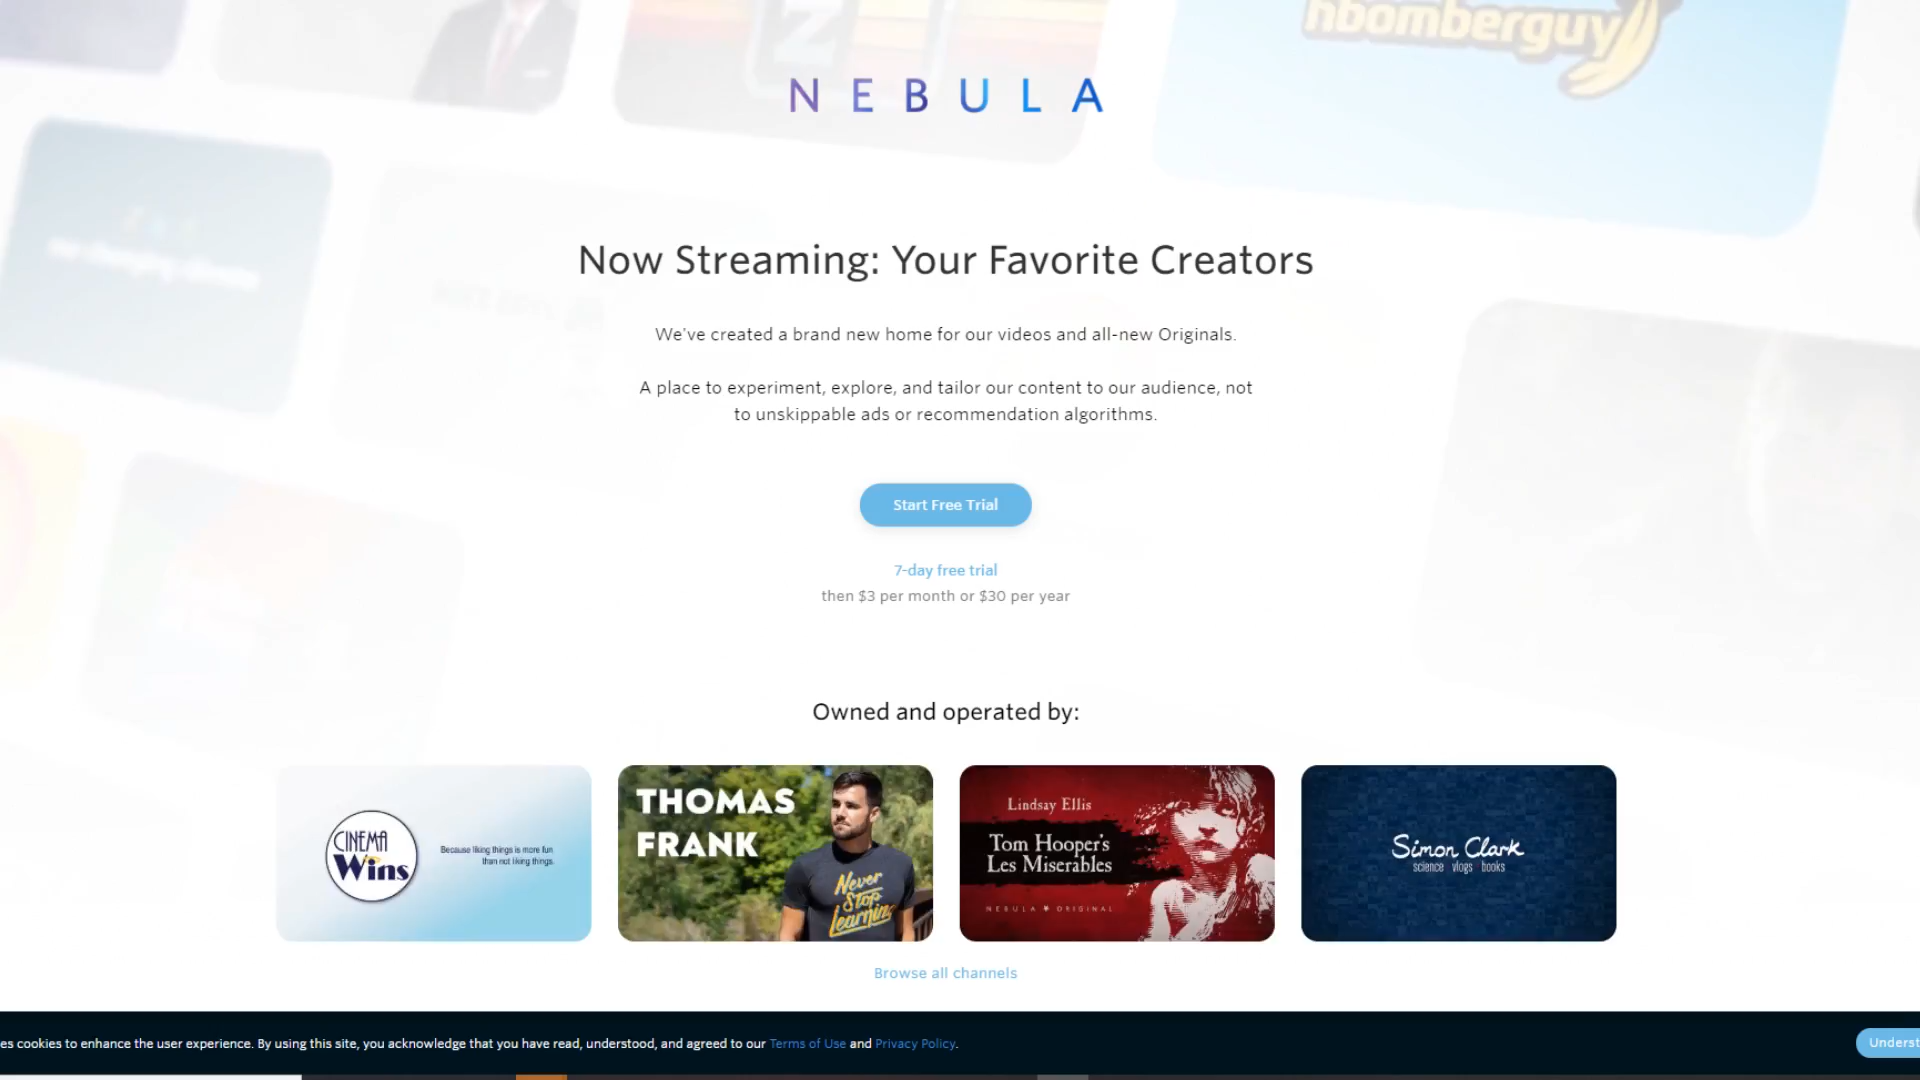 hbomberguy
NEBULA
Now Streaming: Your Favorite Creators
We've created a brand new home for our videos and all-new Originals.
A place to experiment, explore, and tailor our content to our audience, not
to unskippable ads or recommendation algorithms.
Start Free Trial
7-day free trial
then $3 per month or $30 per year
Owned and operated by:
CINEMA
Wins
Because liking things is more fun
than not liking things.
THOMAS
FRANK
Never
Stop
Learning
Lindsay Ellis
Tom Hooper's
Les Miserables
NEBULA ORIGINAL
Simon Clark
science vlogs books
Browse all channels
es cookies to enhance the user experience. By using this site, you acknowledge that you have read, understood, and agreed to our Terms of Use and Privacy Policy.
Underst